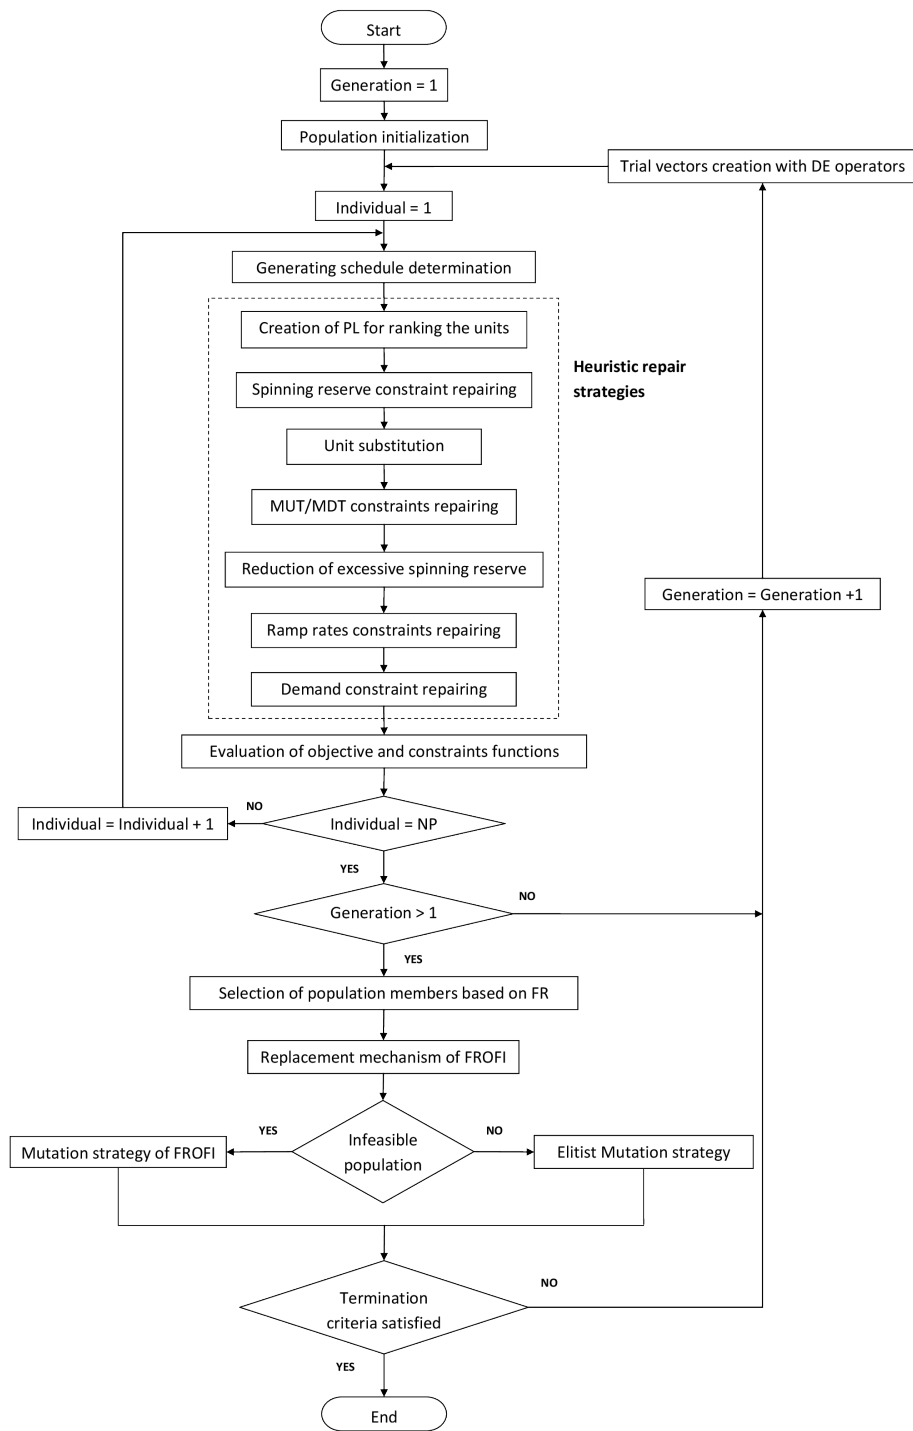 Start
Generation = 1
Population initialization
Trial vectors creation with DE operators
Individual = 1
Generating schedule determination
Creation of PL for ranking the units
Heuristic repair
strategies
Spinning reserve constraint repairing
Unit substitution
MUT/MDT constraints repairing
Reduction of excessive spinning reserve
Generation = Generation +1
Ramp rates constraints repairing
Demand constraint repairing
Evaluation of objective and constraints functions
NO
Individual = Individual + 1
Individual = NP
YES
NO
Generation > 1
YES
Selection of population members based on FR
Replacement mechanism of FROFI
YES
NO
Mutation strategy of FROFI
Infeasible
population
Elitist Mutation strategy
NO
Termination
criteria satisfied
YES
End